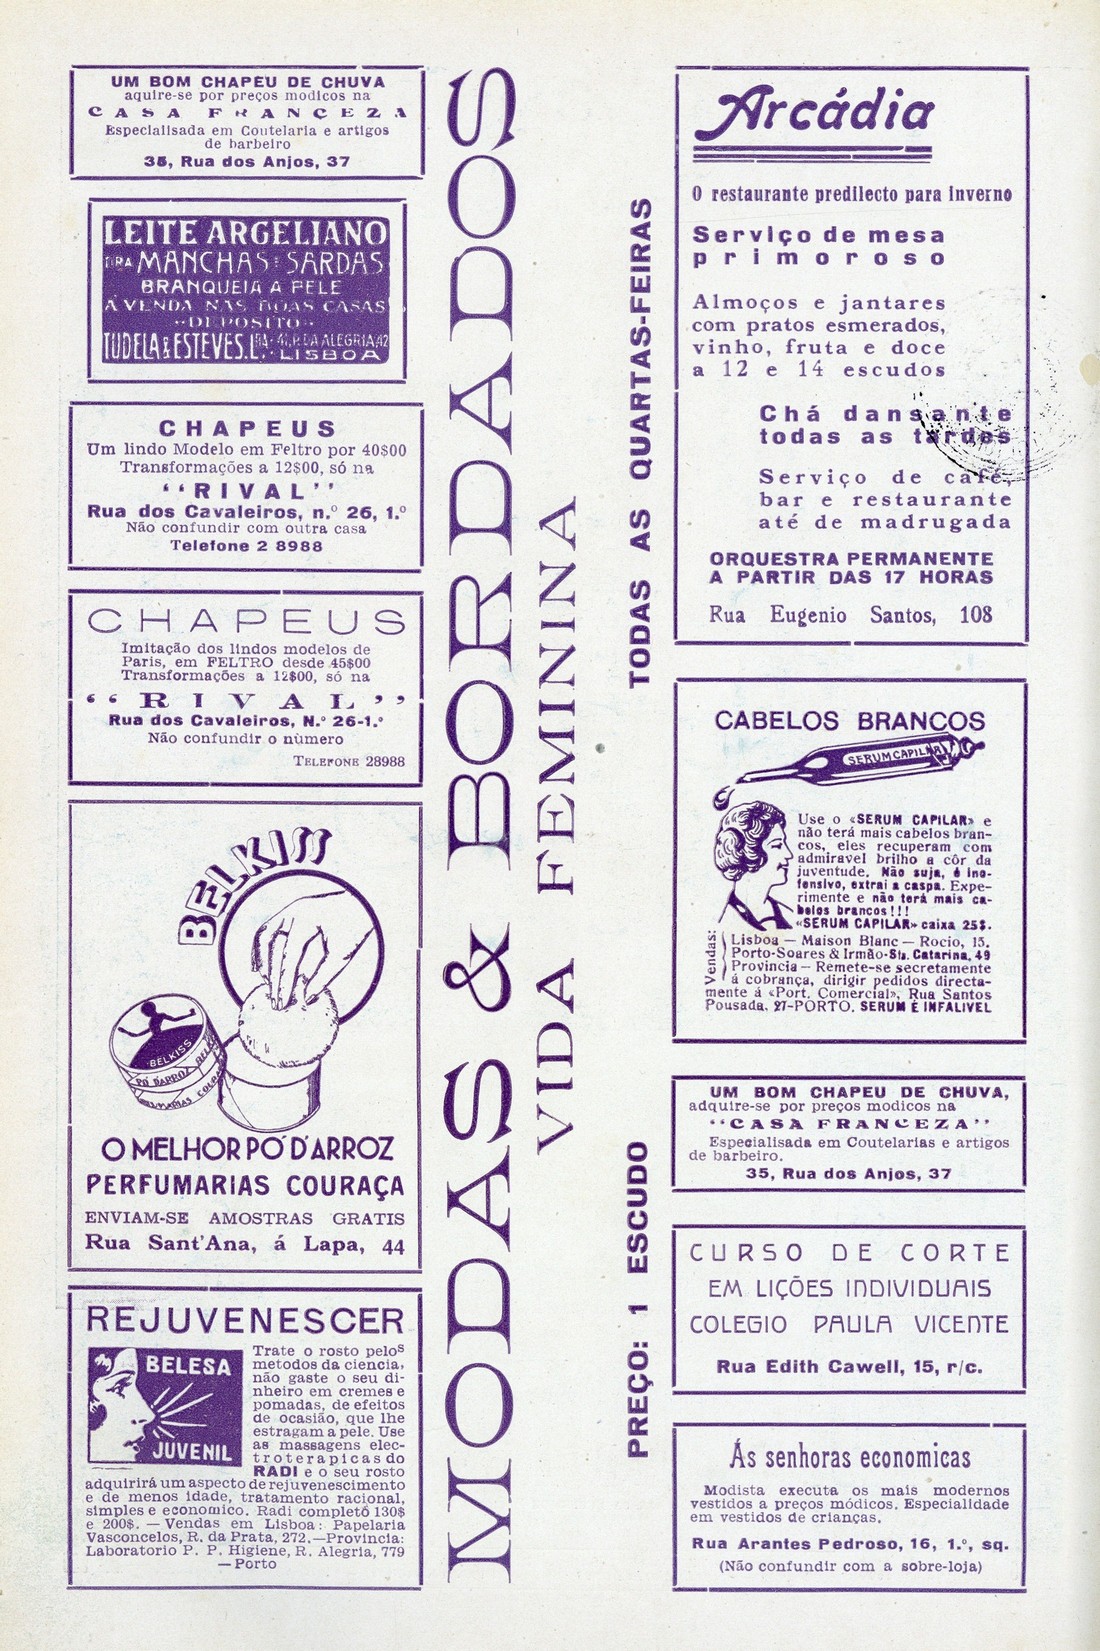 UM BOM CHAPEU DE CHUVA
aquire-se por preços modicos na
CASA FRANCEZA
Especialisada em Coutelaria e artigos
de barbeiro
35, Rua dos Anjos, 37
LEITE ARGELIANO
TIRA MANCHAS E SARDAS
BRANQUEIA A PELE
Á VENDA NAS BOAS CASAS
DEPOSITO
TUDELA & ESTEVES, L.DA - 41, P. DA ALEGRIA, 42
LISBOA
CHAPEUS
Um lindo Modelo em Feltro por 40$00
Transformações a 12$00, só na
“RIVAL”
Rua dos Cavaleiros, n.º 26, 1.º
Não confundir com outra casa
Telefone 2 8988
CHAPEUS
Imitação dos lindos modelos de
Paris, em FELTRO desde 45$00
Transformações a 12$00, só na
“RIVAL”
Rua dos Cavaleiros, N.º 26-1.º
Não confundir o nùmero
TELEFONE 28988
BELKISS
BELKISS
PÓ D'ARROZ BELKISS
PERFUMARIAS COURAÇA
O MELHOR PÓ D'ARROZ
PERFUMARIAS COURAÇA
ENVIAM-SE AMOSTRAS GRATIS
Rua Sant'Ana, á Lapa, 44
REJUVENESCER
BELESA
JUVENIL
Trate o rosto pelos
metodos da ciencia,
não gaste o seu di-
nheiro em cremes e
pomadas, de efeitos
de ocasião, que lhe
estragam a pele. Use
as massagens elec-
troterapicas do
RADI e o seu rosto
adquirirá um aspecto de rejuvenescimento
e de menos idade, tratamento racional,
simples e economico. Radi completó 130$
e 200$. — Vendas em Lisboa: Papelaria
Vasconcelos, R. da Prata, 272.—Provincia:
Laboratorio P. P. Higiene, R. Alegria, 779
—Porto
MODAS & BORDADOS
VIDA FEMININA
PREÇO: 1 ESCUDO
TODAS AS QUARTAS-FEIRAS
Arcádia
O restaurante predilecto para inverno
Serviço de mesa
primoroso
Almoços e jantares
com pratos esmerados,
vinho, fruta e doce
a 12 e 14 escudos
Chá dansante
todas as tardes
Serviço de café,
bar e restaurante
até de madrugada
ORQUESTRA PERMANENTE
A PARTIR DAS 17 HORAS
Rua Eugenio Santos, 108
CABELOS BRANCOS
SERUM CAPILAR
Use o «SERUM CAPILAR» e
não terá mais cabelos bran-
cos, eles recuperam com
admiravel brilho a côr da
juventude. Não suja, é ino-
fensivo, extrai a caspa. Expe-
rimente e não terá mais ca-
belos brancos!!!
«SERUM CAPILAR» caixa 25$.
Vendas:
Lisboa — Maison Blanc — Rocio, 15.
Porto-Soares & Irmão-Sta. Catarina, 49
Provincia — Remete-se secretamente
á cobrança, dirigir pedidos directa-
mente á «Port. Comercial», Rua Santos
Pousada, 27-PORTO. SERUM É INFALIVEL
UM BOM CHAPEU DE CHUVA,
adquire-se por preços modicos na
“CASA FRANCEZA”
Especialisada em Coutelarias e artigos
de barbeiro.
35, Rua dos Anjos, 37
CURSO DE CORTE
EM LIÇÕES INDIVIDUAIS
COLEGIO PAULA VICENTE
Rua Edith Cawell, 15, r/c.
Ás senhoras economicas
Modista executa os mais modernos
vestidos a preços módicos. Especialidade
em vestidos de crianças.
Rua Arantes Pedroso, 16, 1.º, sq.
(Não confundir com a sobre-loja)